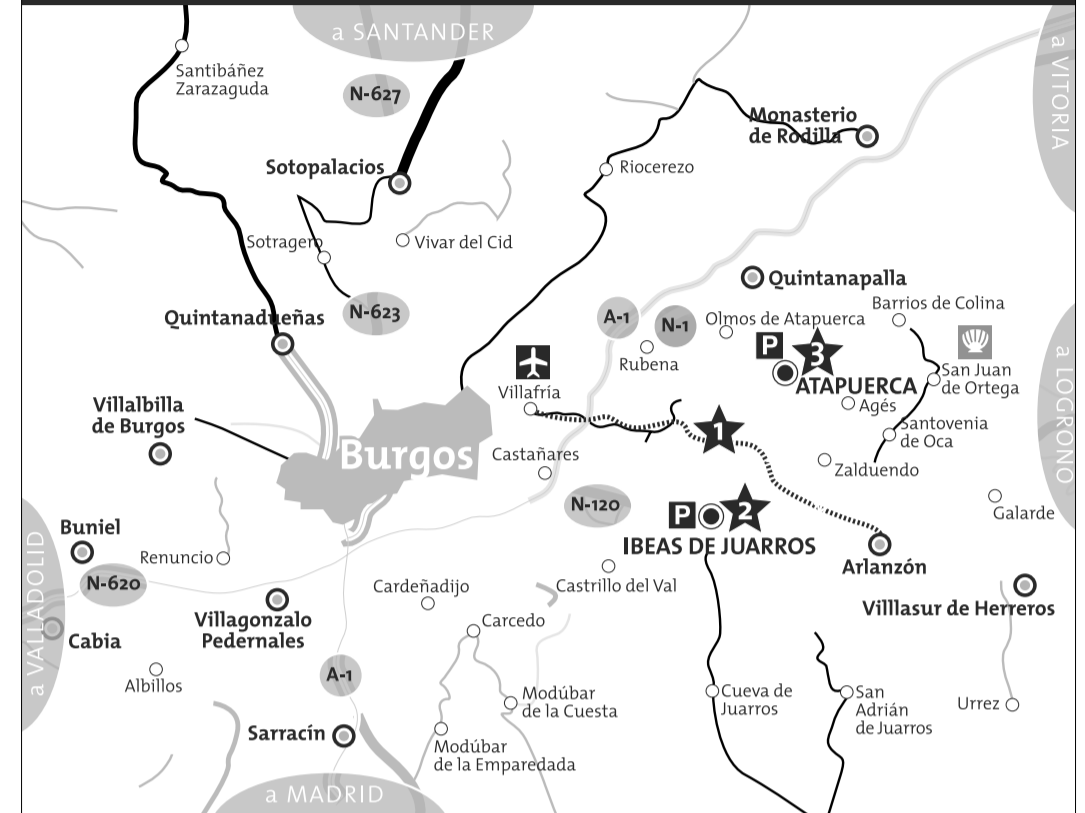 a SANTANDER
a VITORIA
Santibáñez
Zarazaguda
N-627
Monasterio
de Rodilla
Sotopalacios
Riocerezo
Sotragero
Vivar del Cid
Quintanapalla
Barrios de Colina
N-623
A-1
N-1
Olmos de Atapuerca
Quintanadueñas
P
3
Rubena
San Juan
de Ortega
ATAPUERCA
Villafría
Agés
a LOGROÑO
Villalbilla
de Burgos
1
Santovenia
de Oca
Burgos
Castañares
Zalduendo
N-120
P
2
Galarde
Buniel
IBEAS DE JUARROS
Renuncio
Arlanzón
a VALLADOLID
N-620
Cardeñadijo
Castrillo del Val
Villlasur de Herreros
Villagonzalo
Pedernales
Carcedo
Cabia
A-1
Albillos
Modúbar
de la Cuesta
Cueva de
Juarros
San
Adrián
de Juarros
Urrez
Sarracín
Modúbar
de la Emparedada
a MADRID